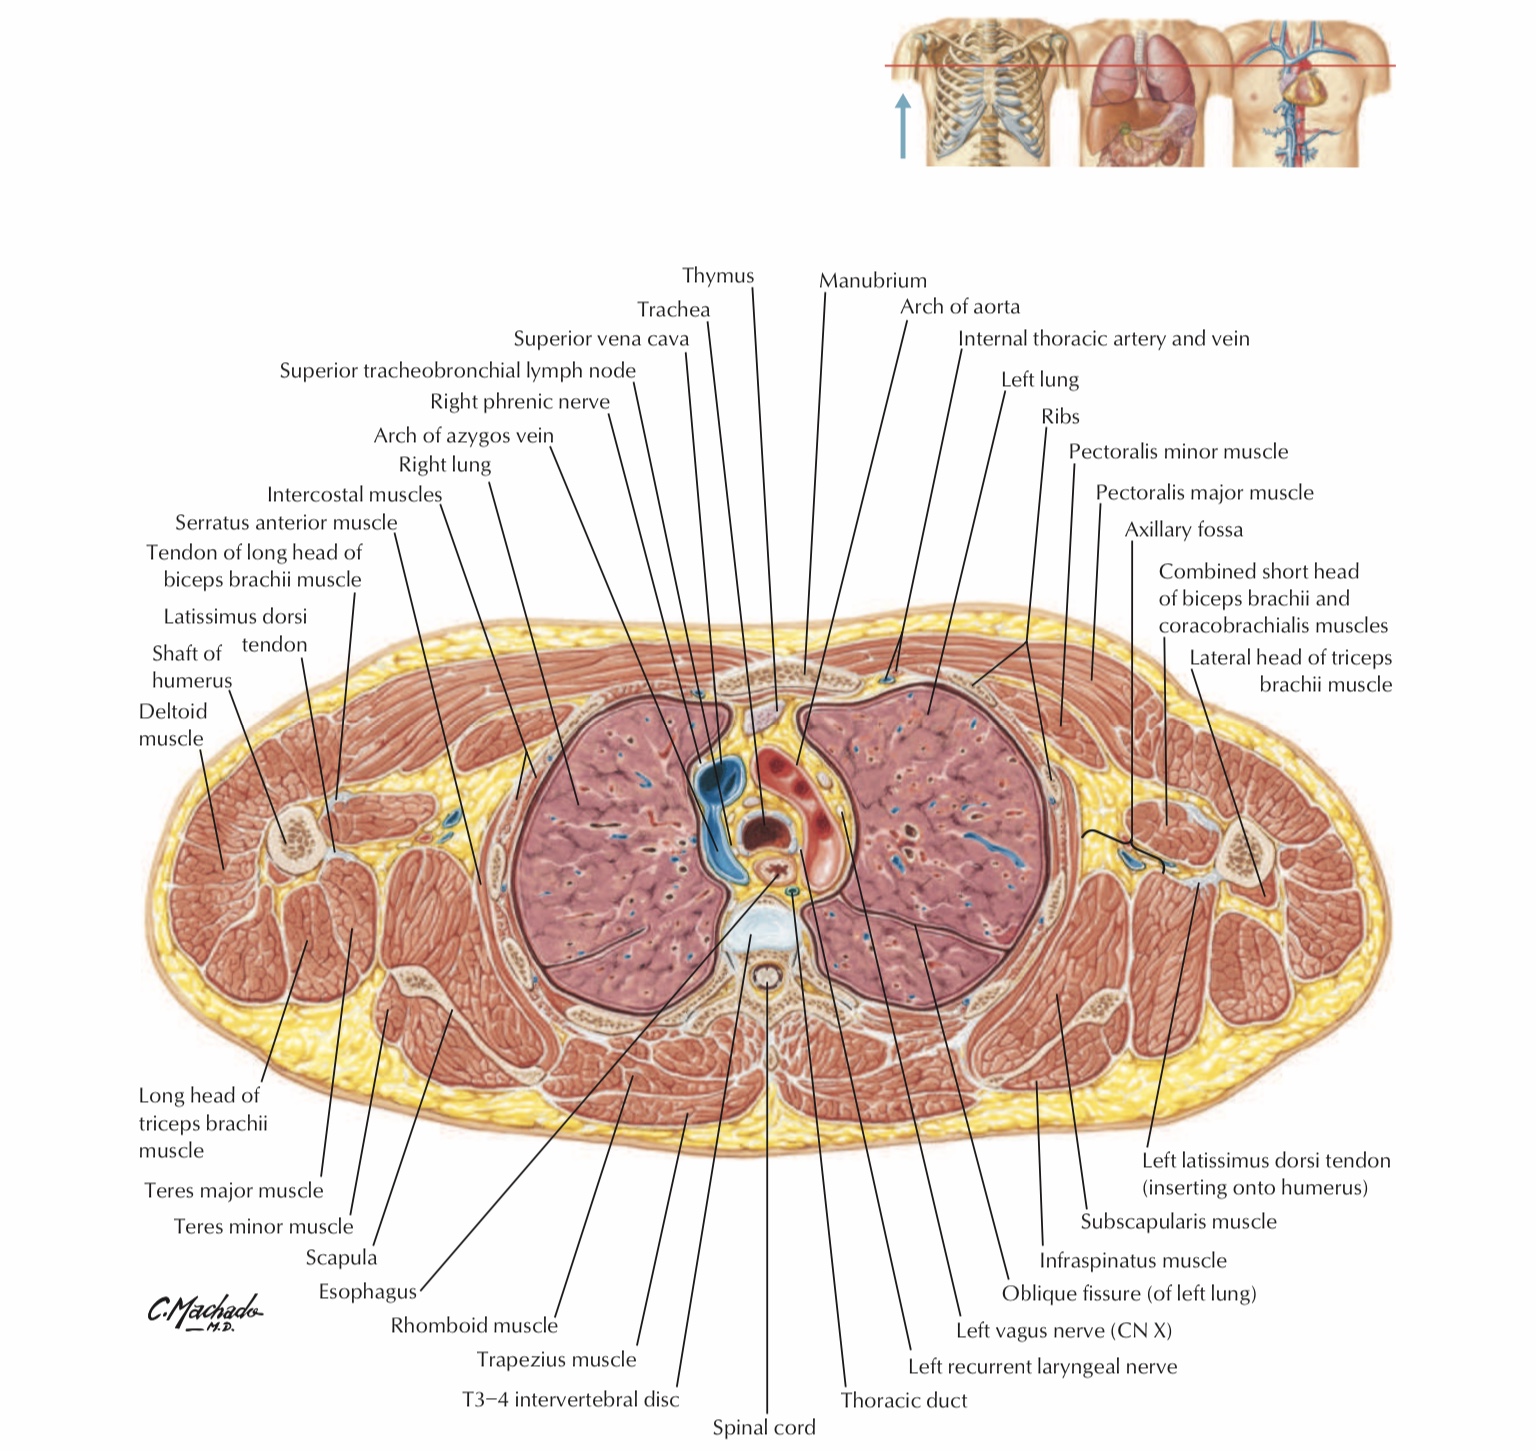 Thymus
Manubrium
Trachea
Arch of aorta
Superior vena cava
Internal thoracic artery and vein
Superior tracheobronchial lymph node
Left lung
Right phrenic nerve
Ribs
Arch of azygos vein
Pectoralis minor muscle
Right lung
Intercostal muscles
Pectoralis major muscle
Serratus anterior muscle
Axillary fossa
Tendon of long head of
biceps brachii muscle
Combined short head
of biceps brachii and
coracobrachialis muscles
Latissimus dorsi
tendon
Shaft of
humerus
Lateral head of triceps
brachii muscle
Deltoid
muscle
Long head of
triceps brachii
muscle
Left latissimus dorsi tendon
(inserting onto humerus)
Teres major muscle
Subscapularis muscle
Teres minor muscle
Scapula
Infraspinatus muscle
Esophagus
Oblique fissure (of left lung)
C.Machado
M.D.
Rhomboid muscle
Left vagus nerve (CN X)
Trapezius muscle
Left recurrent laryngeal nerve
T3–4 intervertebral disc
Thoracic duct
Spinal cord